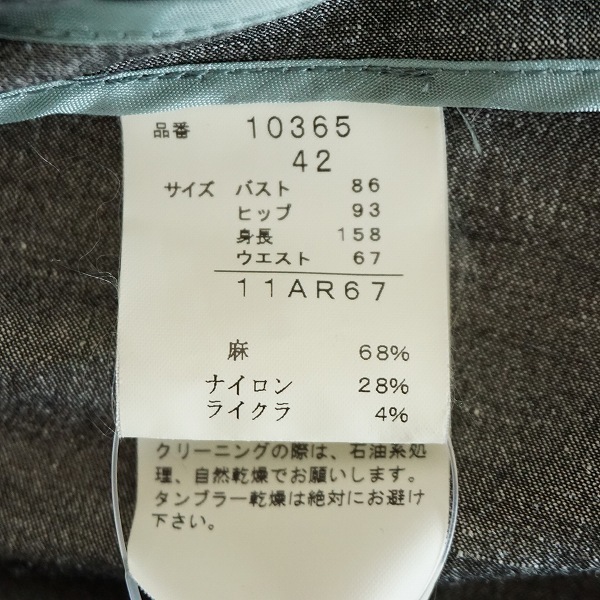 品番 10365
42
サイズ バスト 86
ヒップ 93
身長 158
ウエスト 67
11AR67
麻 68%
ナイロン 28%
ライクラ 4%
クリーニングの際は、石油系処
理、自然乾燥でお願いします。
タンブラー乾燥は絶対にお避け
下さい。